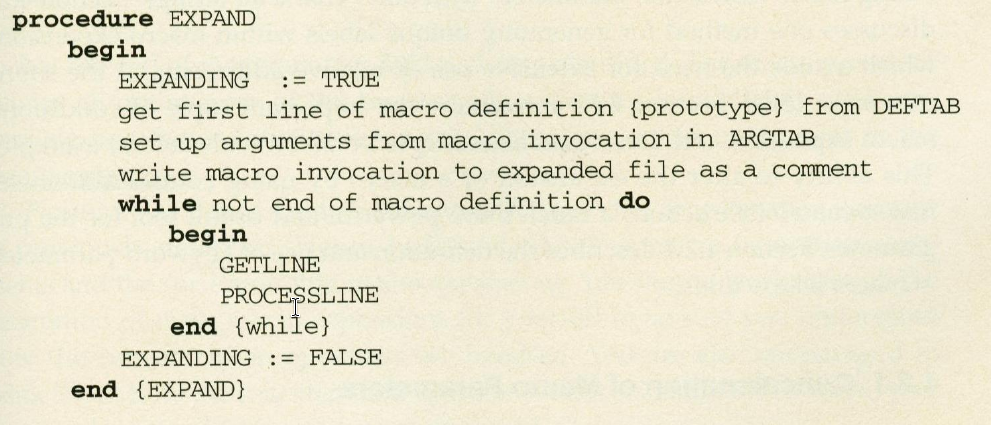 procedure EXPAND
begin
EXPANDING := TRUE
get first line of macro definition {prototype} from DEFTAB
set up arguments from macro invocation in ARGTAB
write macro invocation to expanded file as a comment
while not end of macro definition do
begin
GETLINE
PROCESSLINE
end {while}
EXPANDING := FALSE
end {EXPAND}